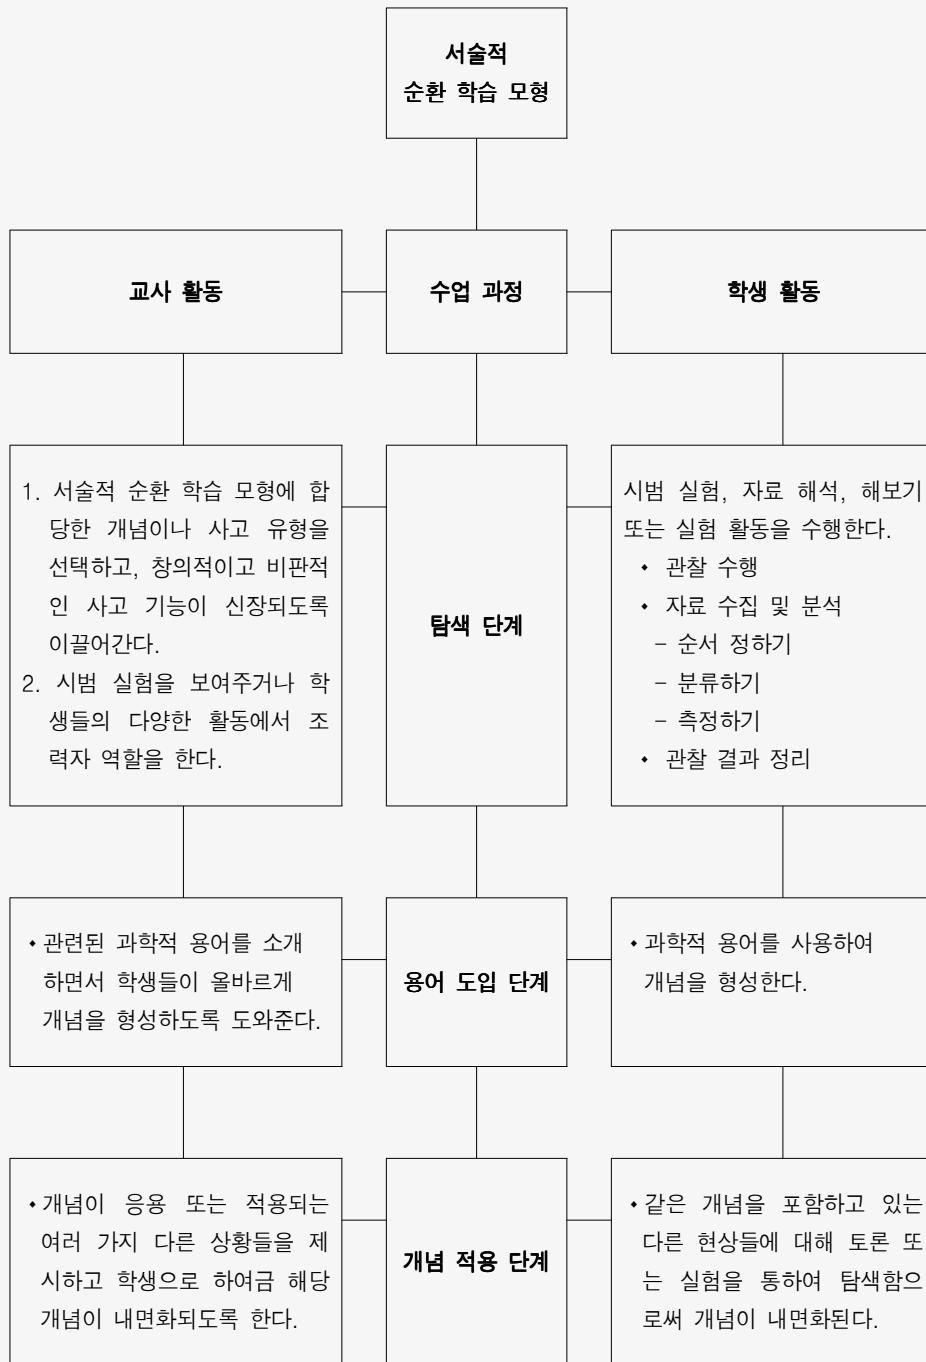 서술적
순환 학습 모형
교사 활동
수업 과정
학생 활동
1. 서술적 순환 학습 모형에 합
당한 개념이나 사고 유형을
선택하고, 창의적이고 비판적
인 사고 기능이 신장되도록
이끌어간다.
2. 시범 실험을 보여주거나 학
생들의 다양한 활동에서 조
력자 역할을 한다.
탐색 단계
시범 실험, 자료 해석, 해보기
또는 실험 활동을 수행한다.
• 관찰 수행
• 자료 수집 및 분석
- 순서 정하기
- 분류하기
- 측정하기
• 관찰 결과 정리
• 관련된 과학적 용어를 소개
하면서 학생들이 올바르게
개념을 형성하도록 도와준다.
용어 도입 단계
• 과학적 용어를 사용하여
개념을 형성한다.
• 개념이 응용 또는 적용되는
여러 가지 다른 상황들을 제
시하고 학생으로 하여금 해당
개념이 내면화되도록 한다.
개념 적용 단계
• 같은 개념을 포함하고 있는
다른 현상들에 대해 토론 또
는 실험을 통하여 탐색함으
로써 개념이 내면화된다.